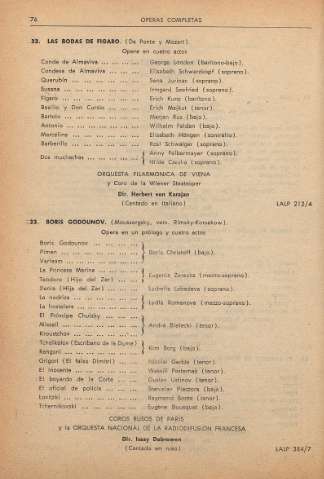 76 OPERAS COMPLETAS
22. LAS BODAS DE FIGARO. (De Ponte y Mozart).
Opera en cuatro actos
Conde de Almaviva ... ... ... ... George London (barítono-bajo).
Condesa de Almaviva ... ... ... Elisabeth Schwarzkopf (soprano).
Querubín ... ... ... ... Sena Jurinac (soprano).
Susana ... ... ... ... Irmgard Seefried (soprano).
Fígaro ... ... ... ... Erich Kunz (barítono).
Basilio y Don Curzio ... ... ... Erich Majkut (tenor).
Bartolo ... ... ... ... Marjan Rus (bajo).
Antonio ... ... ... ... Wilhelm Felden (bajo).
Marcelina ... ... ... ... Elisabeth Höngen (soprano).
Barberilla ... ... ... ... Rosl Schwaiger (soprano).
Dos muchachas ... ... ... Anny Felbermayer (soprano).
Hilde (soprano).
ORQUESTA FILARMONICA DE VIENA
y Coro de la Wiener Staatsoper
Dir. Herbert von Karajan
(Cantado en italiano) LALP 213/4
23. BORIS GODOUNOV. (Moussorgsky, vers. Rimsky-Korsakow).
Opera en un prólogo y cuatro actos
Boris Godounov ... ... ...
Pimen ... ... ... ... Boris Christoff (bajo).
Varlaam ... ... ... ...
La Princesa Marina ... ... ...
Teodoro (Hijo del Zar) ... ... Eugenia Zareska (mezzo-soprano).
Xenia (Hija del Zar) ... ... Ludmilla Lebedeva (soprano).
La nodriza ... ... ... ...
La hostelera ... ... ... Lydia Romanova (mezzo-soprano).
El Príncipe Chuisky ... ... ...
Missail ... ... ... ... André Bielecki (tenor).
Krouschov ... ... ... ...
Tchelkalov (Escribano de la Duma)
Rangoni ... ... ... ... Kim Borg (bajo).
Grigori (El falso Dimitri) ... ... Nicolai Gedda (tenor).
El Inocente ... ... ... ... Wassili Pasternak (tenor).
El boyardo de la Corte ... ... Gustav Ustinov (tenor).
El oficial de policía ... ... Stanislav Pieczora (bajo).
Lovitzki ... ... ... ... Raymond Bonte (tenor).
Tchernikovski ... ... ... Eugène Bousquet (bajo).
COROS RUSOS DE PARIS
y la ORQUESTA NACIONAL DE LA RADIODIFUSION FRANCESA
Dir. Issay Dobrowen
(Cantado en ruso) LALP 354/7